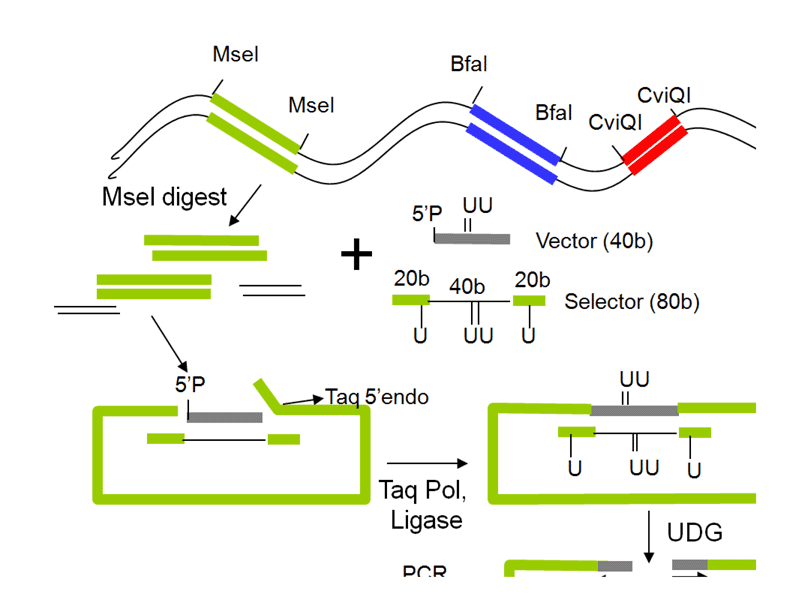 MseI
MseI
BfaI
BfaI
CviQI
CviQI
MseI digest
5'P
UU
Vector (40b)
+
20b
40b
20b
Selector (80b)
U
UU
U
5'P
Taq 5'endo
UU
U
UU
U
Taq Pol,
Ligase
UDG
PCR